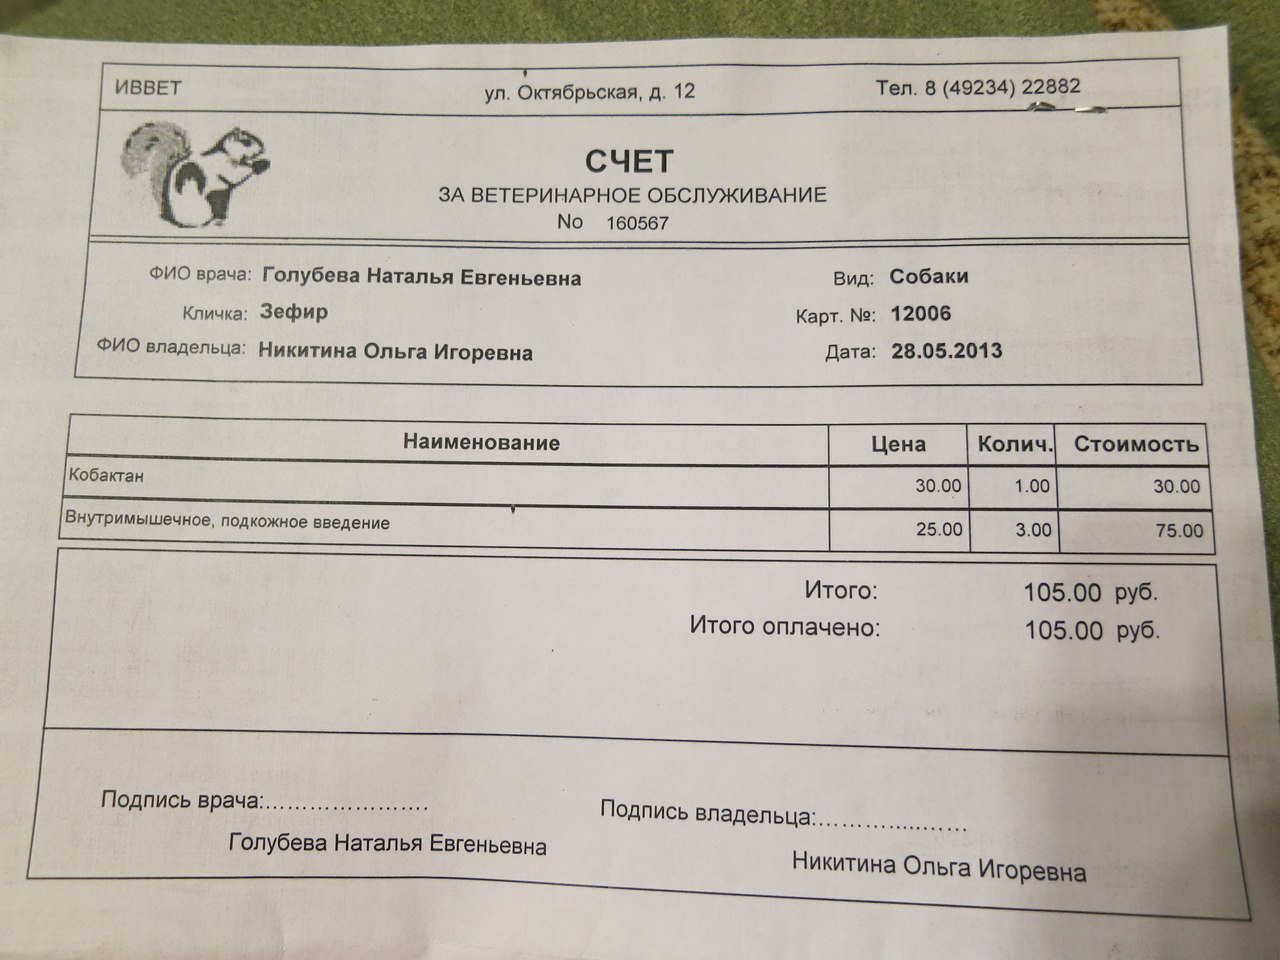 ИВВЕТ ул. Октябрьская, д. 12 Тел. 8 (49234) 22882
СЧЕТ
ЗА ВЕТЕРИНАРНОЕ ОБСЛУЖИВАНИЕ
No 160567
ФИО врача: Голубева Наталья Евгеньевна Вид: Собаки
Кличка: Зефир Карт. №: 12006
ФИО владельца: Никитина Ольга Игоревна Дата: 28.05.2013
Наименование Цена Колич. Стоимость
Кобактан 30.00 1.00 30.00
Внутримышечное, подкожное введение 25.00 3.00 75.00
Итого: 105.00 руб.
Итого оплачено: 105.00 руб.
Подпись врача:...................... Подпись владельца:.....................
Голубева Наталья Евгеньевна Никитина Ольга Игоревна